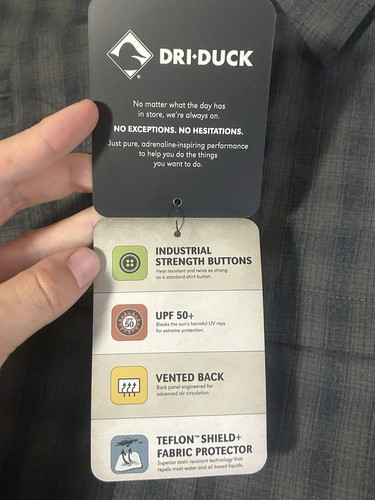 DRI·DUCK
No matter what the day has
in store, we're always on.
NO EXCEPTIONS. NO HESITATIONS.
Just pure, adrenaline-inspiring performance
to help you do the things
you want to do.
INDUSTRIAL
STRENGTH BUTTONS
Heat resistant and twice as strong
as a standard shirt button.
50
UPF 50+
Blocks the sun's harmful UV rays
for extreme protection.
VENTED BACK
Back panel engineered for
advanced air circulation.
TEFLON™ SHIELD+
FABRIC PROTECTOR
Superior stain resistant technology that
repels most water and oil based liquids.